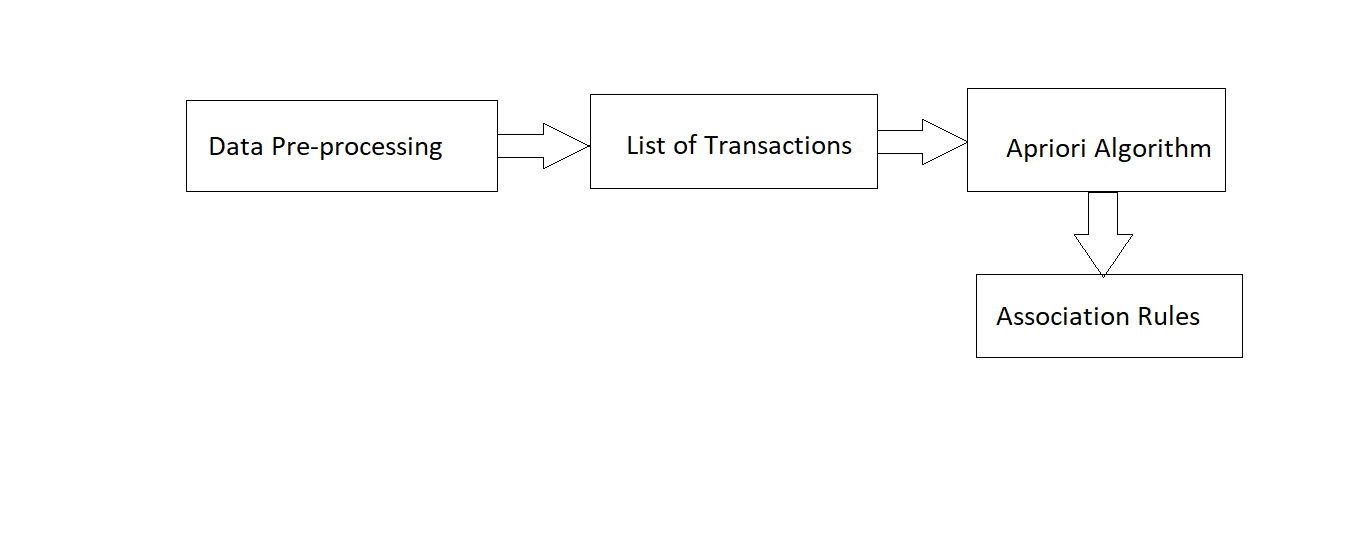 Data Pre-processing
List of Transactions
Apriori Algorithm
Association Rules